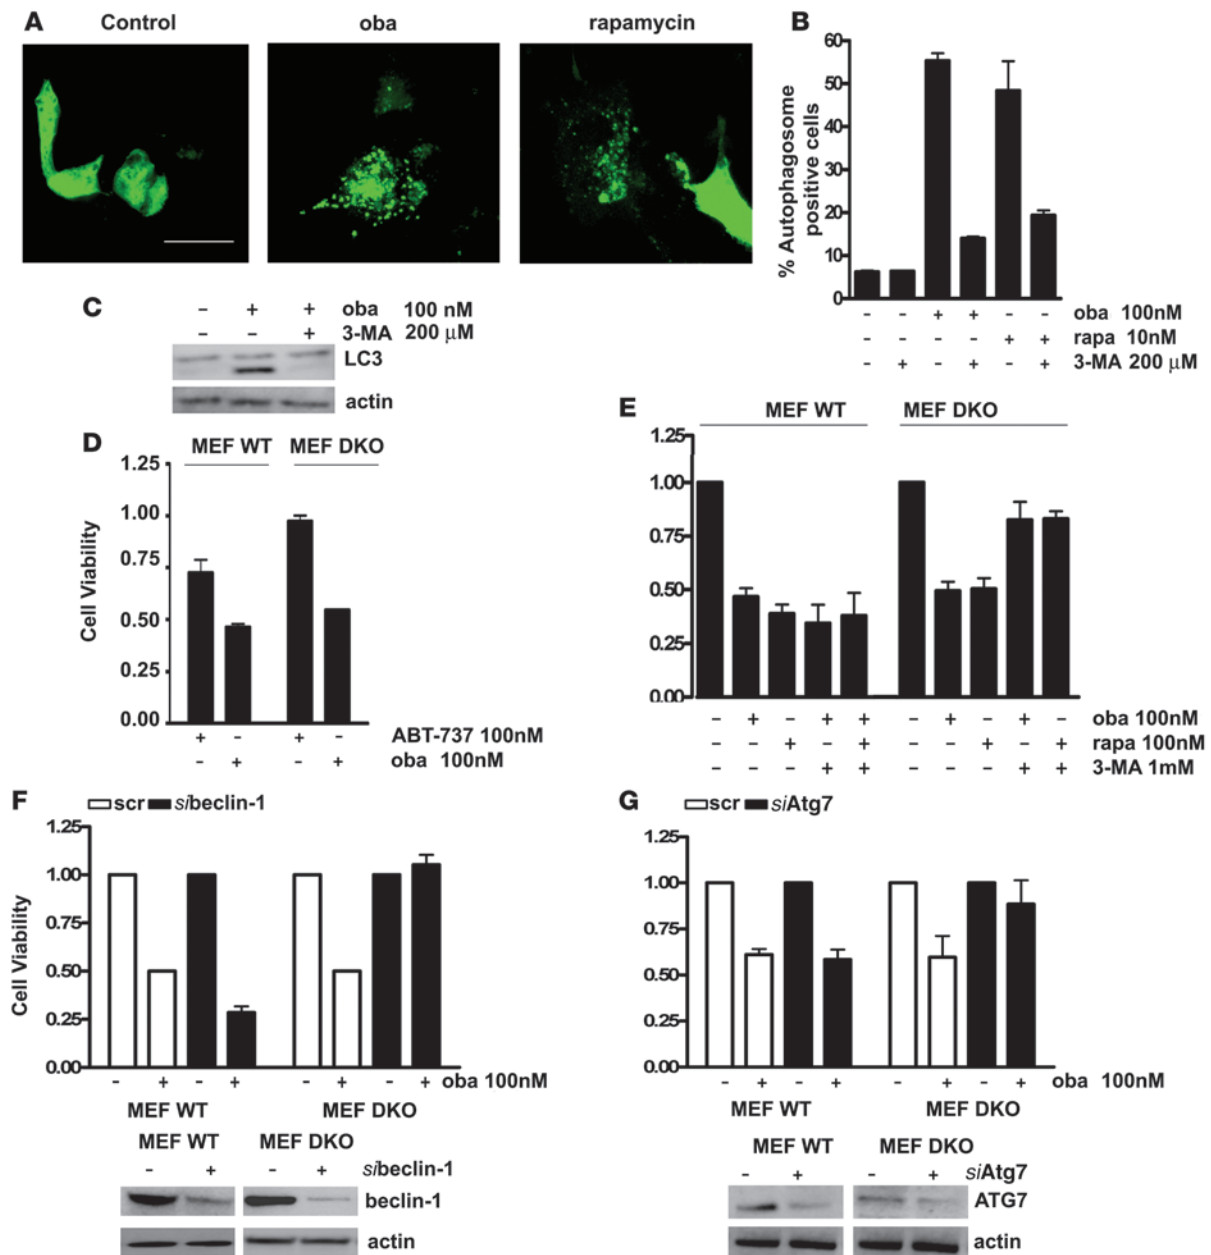 A Control oba rapamycin
B
60
50
40
30
20
10
0
% Autophagosome
positive cells
- - + + - - oba 100nM
- - - - + + rapa 10nM
- + - + - + 3-MA 200 µM
C
- + + oba 100 nM
- - + 3-MA 200 µM
LC3
actin
D
MEF WT MEF DKO
1.25
1.00
0.75
0.50
0.25
0.00
Cell Viability
+ - + - ABT-737 100nM
- + - + oba 100nM
E
MEF WT MEF DKO
1.25
1.00
0.75
0.50
0.25
0.00
- + - + + - + - + - oba 100nM
- - + - + - - + - + rapa 100nM
- - - + + - - - + + 3-MA 1mM
F
scr sibeclin-1
1.25
1.00
0.75
0.50
0.25
0.00
Cell Viability
- + - + - + - + oba 100nM
MEF WT MEF DKO
MEF WT MEF DKO
- + - + sibeclin-1
beclin-1
actin
G
scr siAtg7
1.25
1.00
0.75
0.50
0.25
0.00
- + - + - + - + oba 100nM
MEF WT MEF DKO
MEF WT MEF DKO
- + - + siAtg7
ATG7
actin